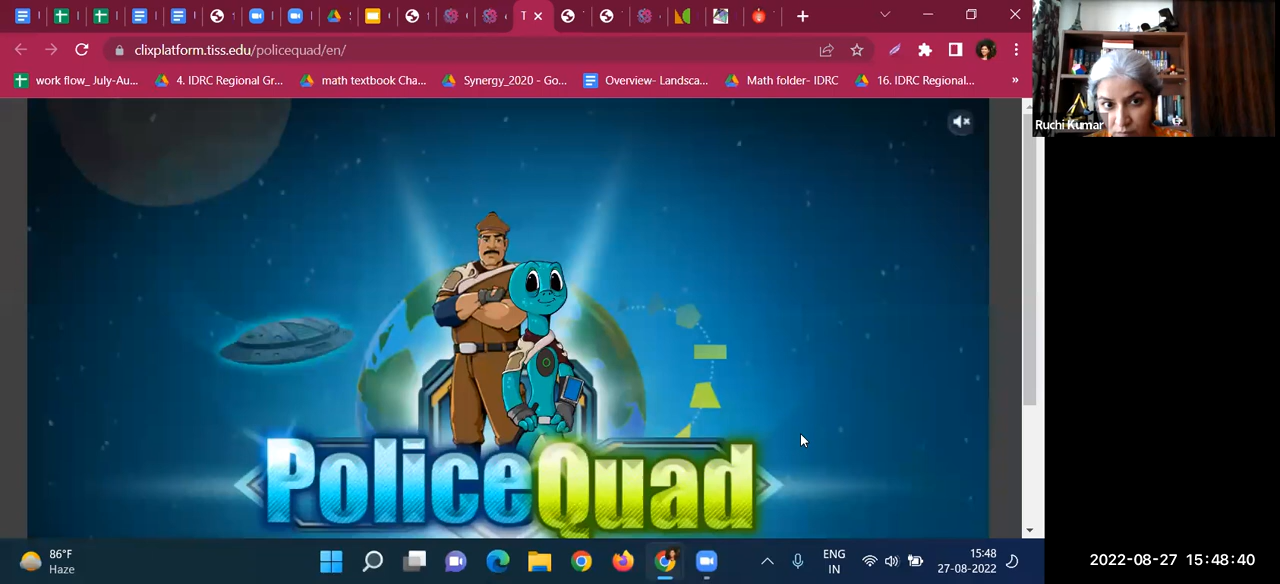 T
clixplatform.tiss.edu/policequad/en/
work flow_ July-Au...
4. IDRC Regional Gr...
math textbook Cha...
Synergy_2020 - Go...
Overview- Landsca...
Math folder- IDRC
16. IDRC Regional...
»
Ruchi Kumar
PoliceQuad
86°F
Haze
ENG
IN
15:48
27-08-2022
2022-08-27 15:48:40